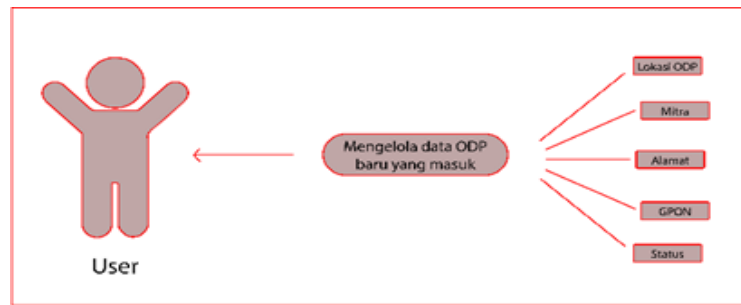 Lokasi ODP
Mitra
Mengelola data ODP
baru yang masuk
Alamat
GPON
Status
User